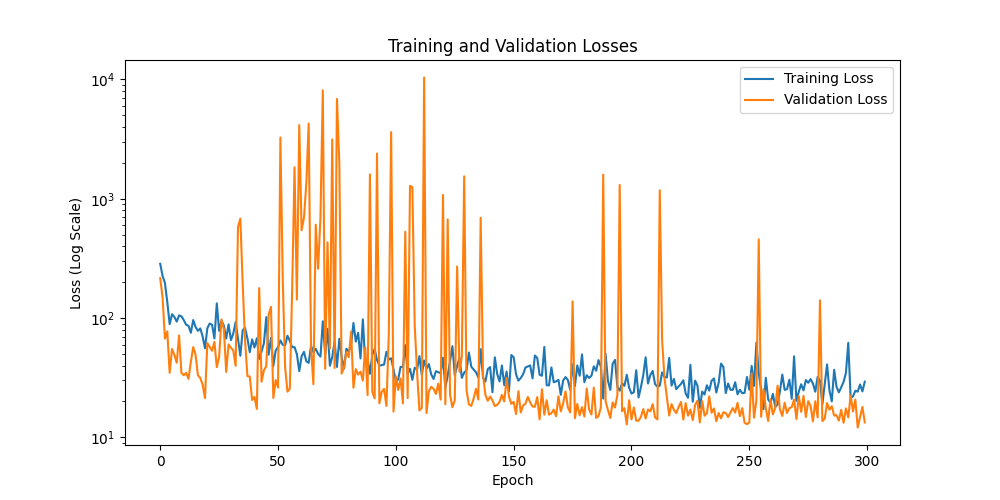 Training and Validation Losses
Training Loss
Validation Loss
Loss (Log Scale)
10⁴
10³
10²
10¹
0 50 100 150 200 250 300
Epoch